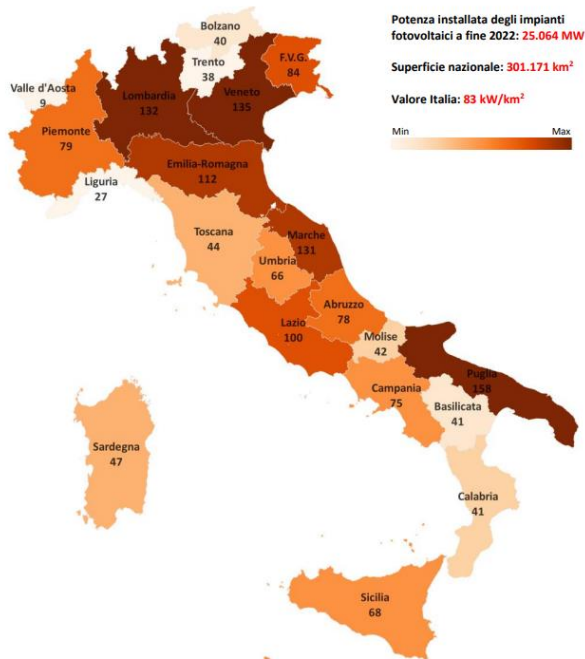 Potenza installata degli impianti
fotovoltaici a fine 2022: 25.064 MW
Superficie nazionale: 301.171 km²
Valore Italia: 83 kW/km²
Min
Max
Bolzano
40
Trento
38
F.V.G.
84
Valle d'Aosta
9
Lombardia
132
Veneto
135
Piemonte
79
Emilia-Romagna
112
Liguria
27
Toscana
44
Marche
131
Umbria
66
Abruzzo
78
Lazio
100
Molise
42
Puglia
158
Campania
75
Basilicata
41
Sardegna
47
Calabria
41
Sicilia
68